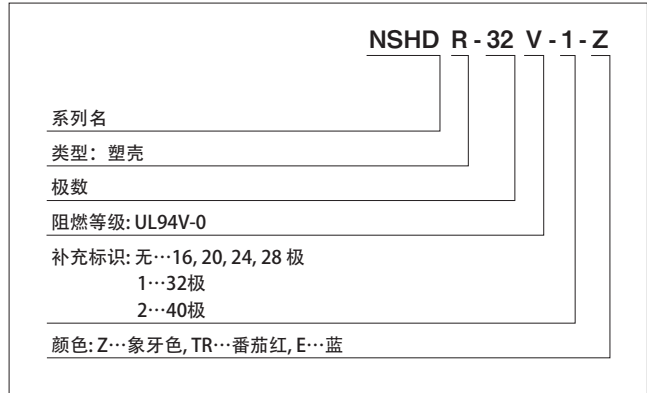 NSHD R - 32 V - 1 - Z
系列名
类型：塑壳
极数
阻燃等级: UL94V-0
补充标识: 无…16, 20, 24, 28 极
1…32极
2…40极
颜色: Z…象牙色, TR…番茄红, E…蓝